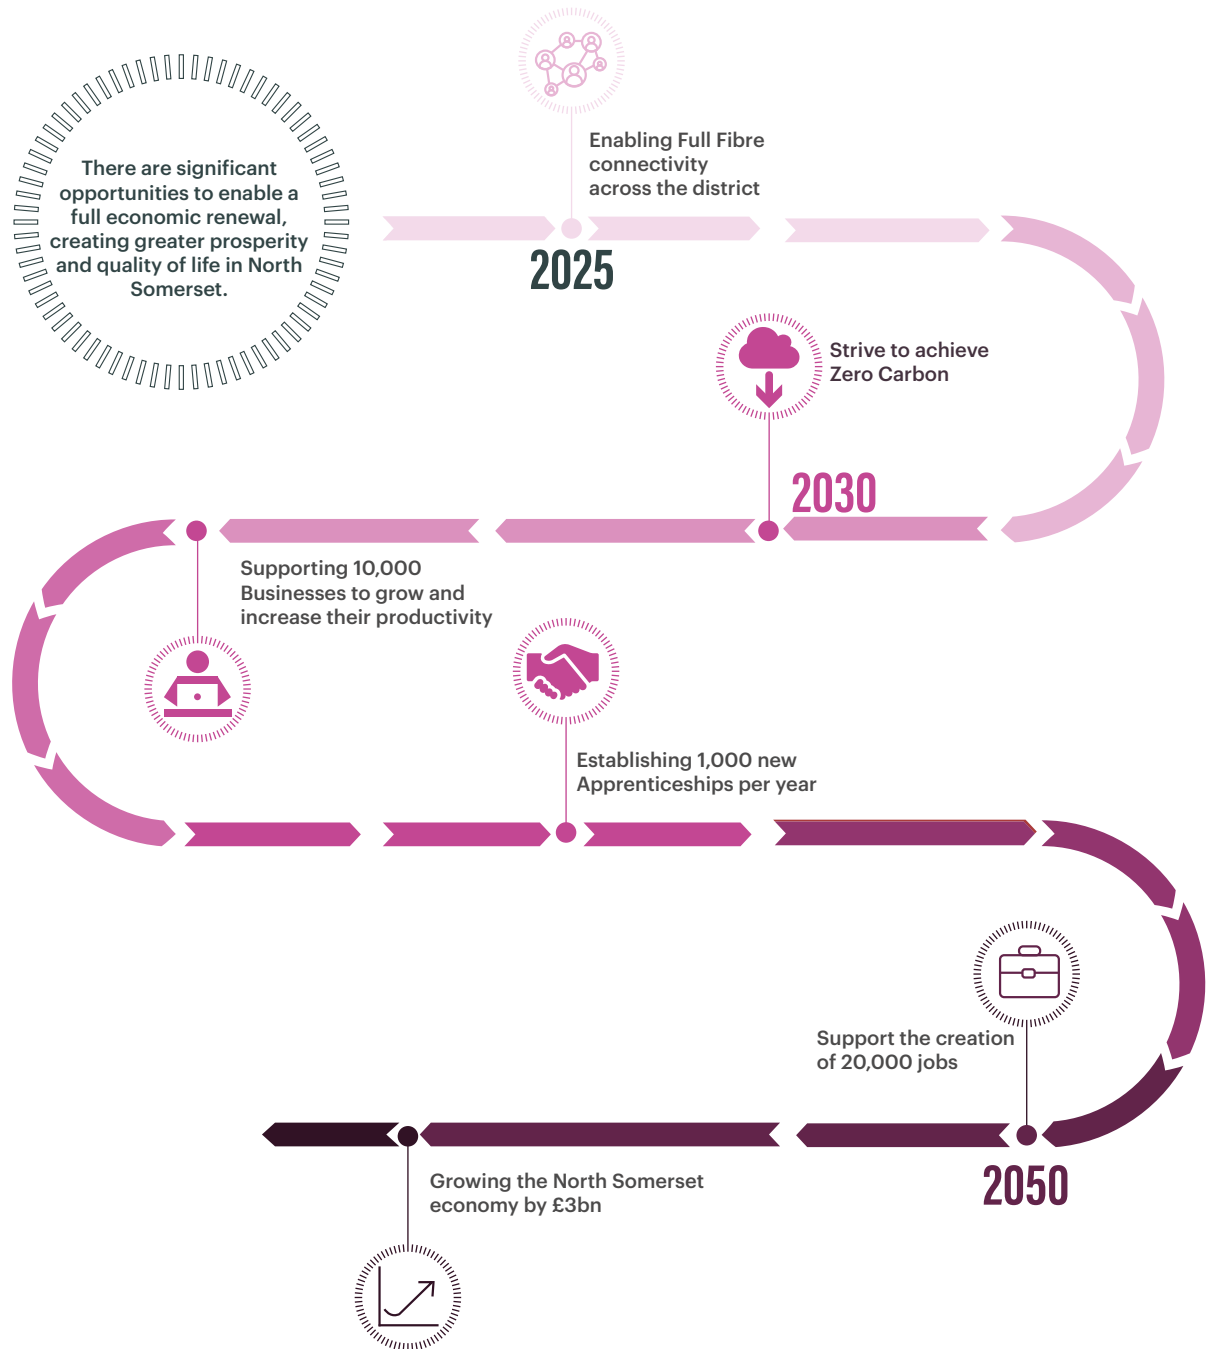 There are significant
opportunities to enable a
full economic renewal,
creating greater prosperity
and quality of life in North
Somerset.
Enabling Full Fibre
connectivity
across the district
2025
Strive to achieve
Zero Carbon
2030
Supporting 10,000
Businesses to grow and
increase their productivity
Establishing 1,000 new
Apprenticeships per year
Support the creation
of 20,000 jobs
2050
Growing the North Somerset
economy by £3bn